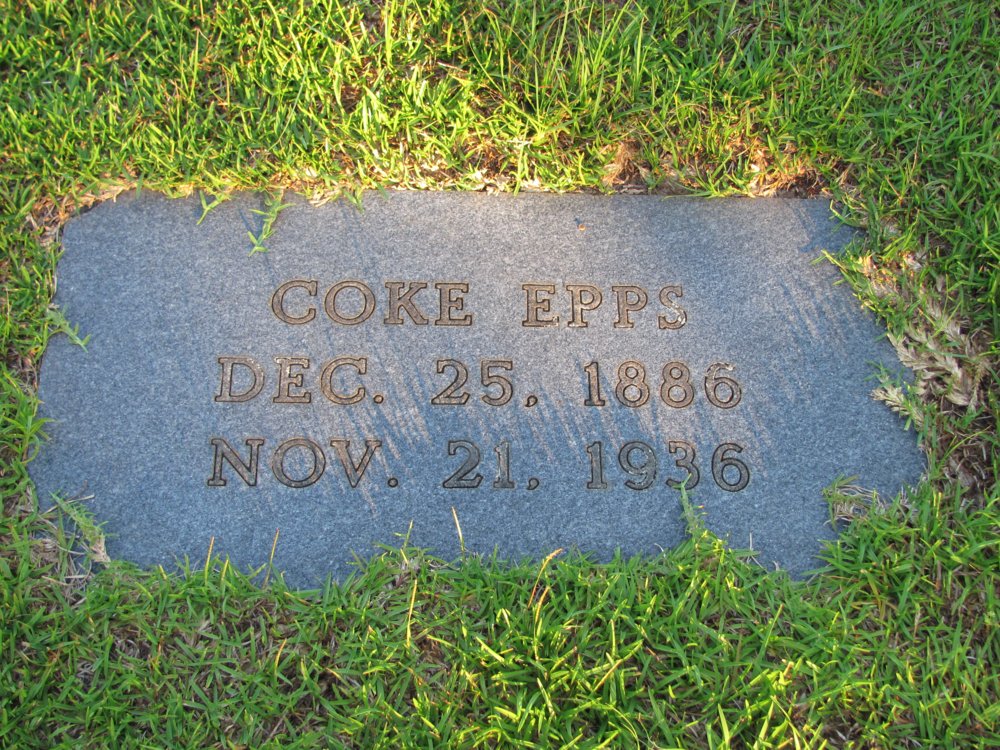 COKE EPPS
DEC. 25, 1886
NOV. 21, 1936